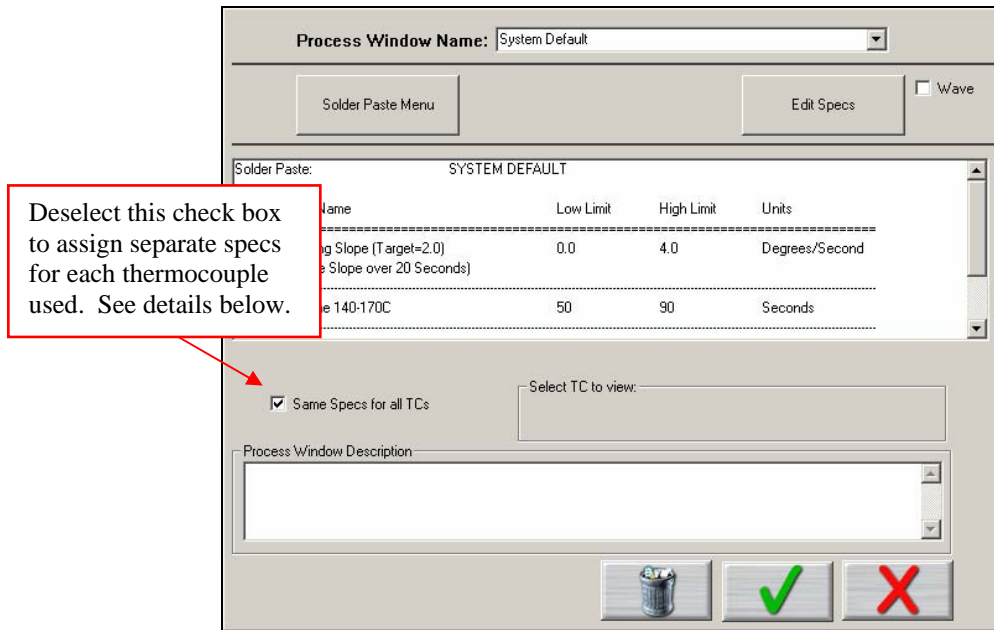 Process Window Name: System Default
Solder Paste Menu
Edit Specs
Wave
Solder Paste: SYSTEM DEFAULT
Name Low Limit High Limit Units
Slope (Target=2.0) 0.0 4.0 Degrees/Second
Slope over 20 Seconds)
140-170C 50 90 Seconds
Deselect this check box
to assign separate specs
for each thermocouple
used. See details below.
Same Specs for all TCs
Select TC to view:
Process Window Description